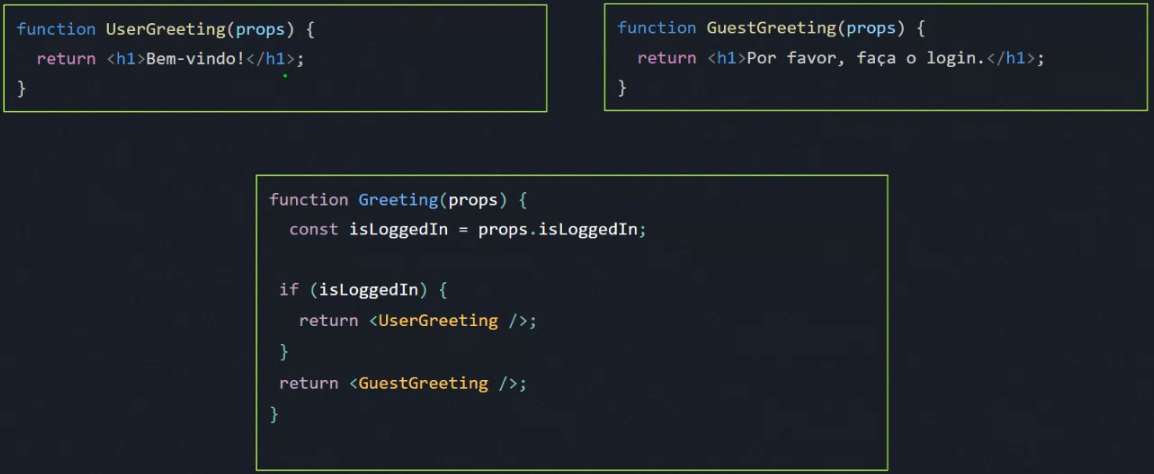 function UserGreeting(props) {
return <h1>Bem-vindo!</h1>;
}
function GuestGreeting(props) {
return <h1>Por favor, faça o login.</h1>;
}
function Greeting(props) {
const isLoggedIn = props.isLoggedIn;
if (isLoggedIn) {
return <UserGreeting />;
}
return <GuestGreeting />;
}